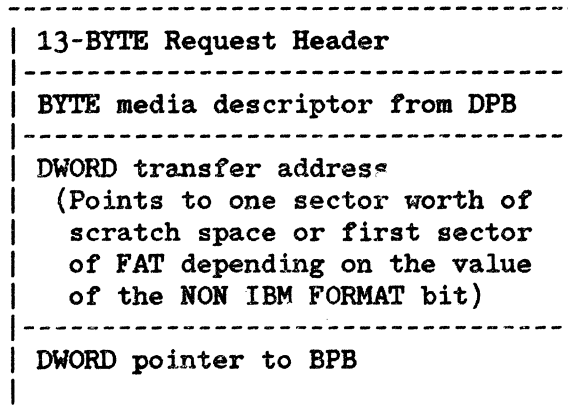 13-BYTE Request Header
BYTE media descriptor from DPB
DWORD transfer address
(Points to one sector worth of
scratch space or first sector
of FAT depending on the value
of the NON IBM FORMAT bit)
DWORD pointer to BPB